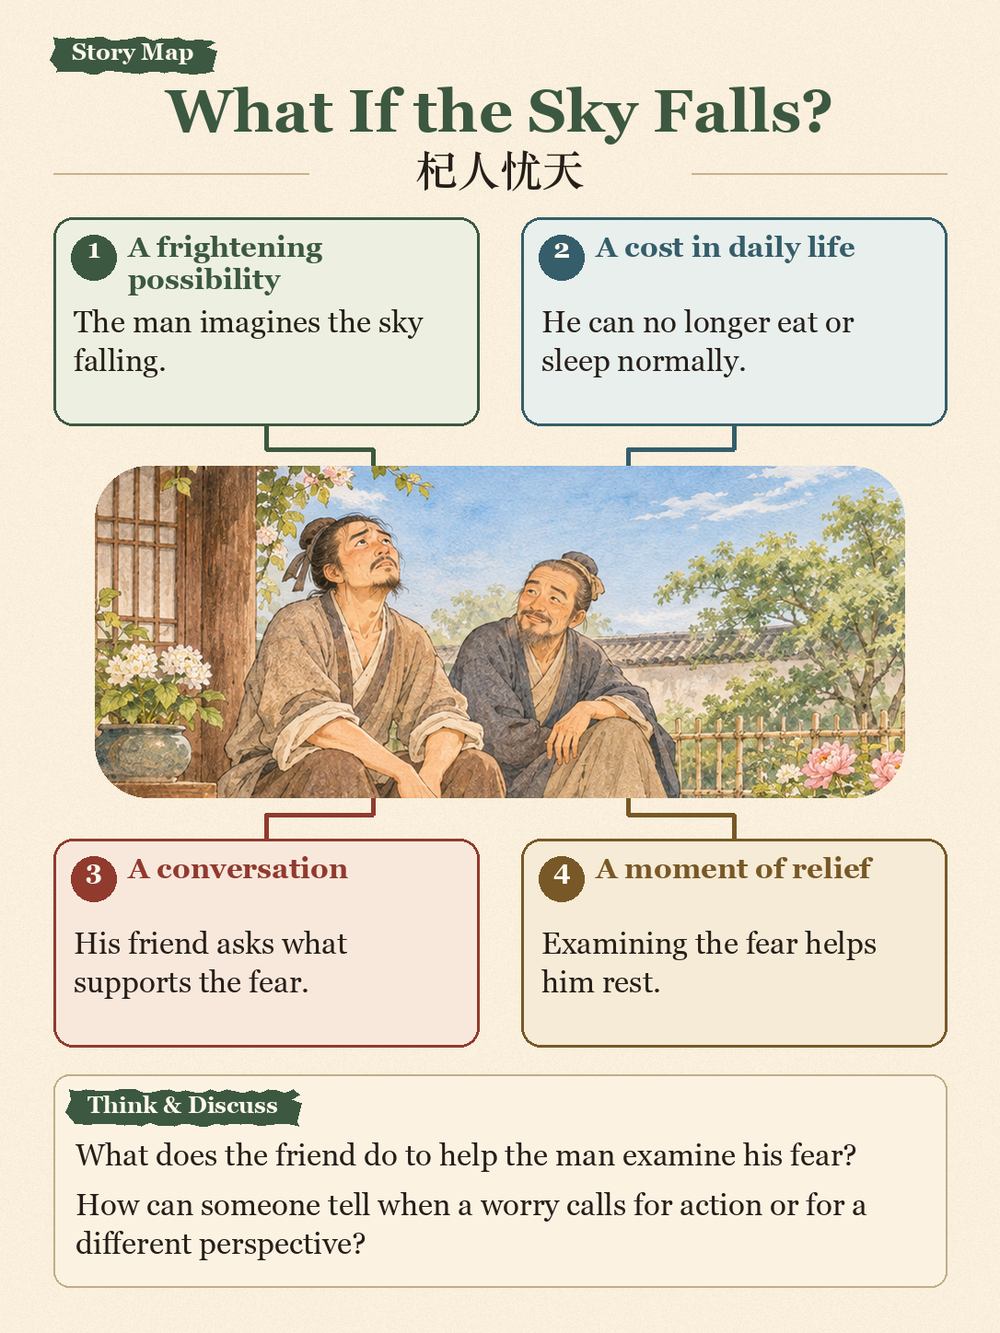 Story Map
What If the Sky Falls?
杞人忧天
1
A frightening
possibility
The man imagines the sky
falling.
2
A cost in daily life
He can no longer eat or
sleep normally.
3
A conversation
His friend asks what
supports the fear.
4
A moment of relief
Examining the fear helps
him rest.
Think & Discuss
What does the friend do to help the man examine his fear?
How can someone tell when a worry calls for action or for a
different perspective?